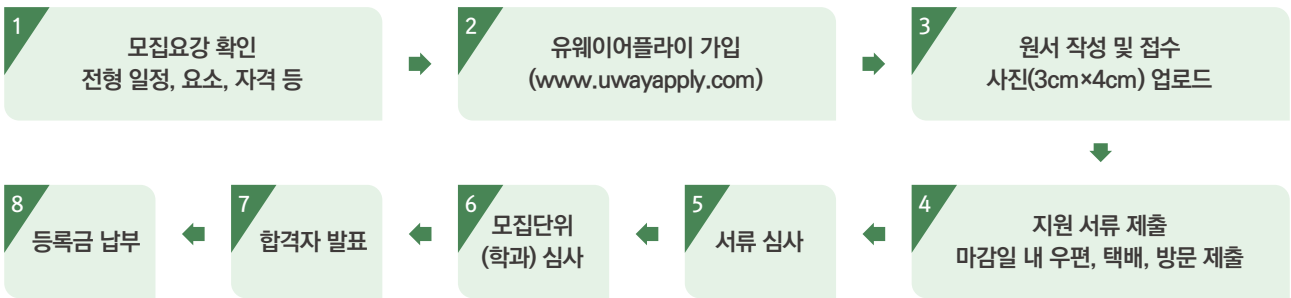 1
모집요강 확인
전형 일정, 요소, 자격 등
2
유웨이어플라이 가입
(www.uwayapply.com)
3
원서 작성 및 접수
사진(3cm×4cm) 업로드
4
지원 서류 제출
마감일 내 우편, 택배, 방문 제출
5
서류 심사
6
모집단위
(학과) 심사
7
합격자 발표
8
등록금 납부